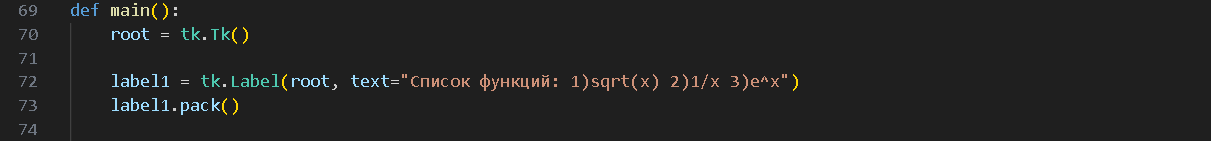 69 def main():
70 root = tk.Tk()
71
72 label1 = tk.Label(root, text="Список функций: 1)sqrt(x) 2)1/x 3)e^x")
73 label1.pack()
74